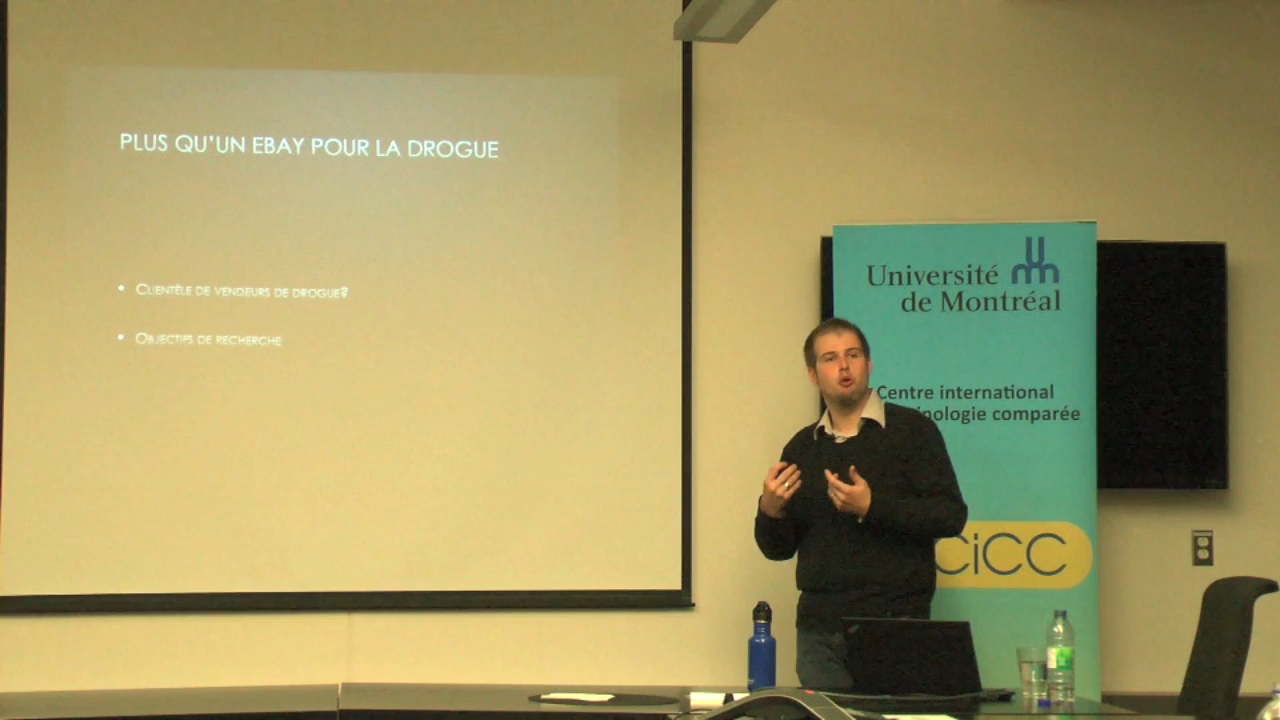 PLUS QU'UN EBAY POUR LA DROGUE
• CLIENTÈLE DE VENDEURS DE DROGUE?
• OBJECTIFS DE RECHERCHE
Université
de Montréal
Centre international
comparée
CiCC